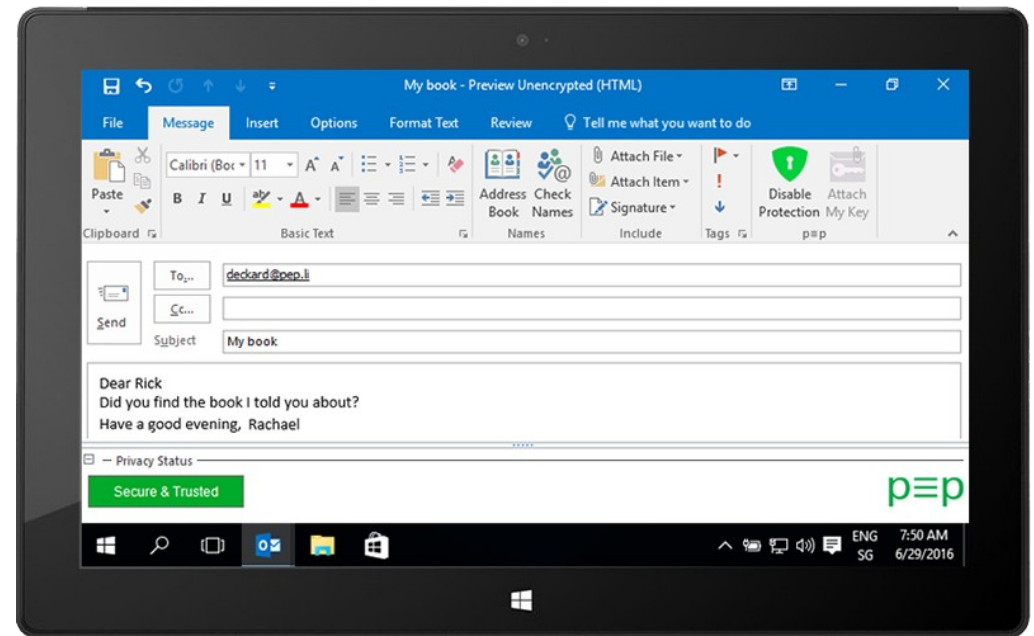 My book - Preview Unencrypted (HTML)
File Message Insert Options Format Text Review Tell me what you want to do
Paste
Clipboard
Calibri (Boc 11 A A
B I U aby A
Basic Text
Address Book
Check Names
Names
Attach File
Attach Item
Signature
Include
Tags
Disable Protection
Attach My Key
p≡p
Send
To...
deckard@pep.li
Cc...
Subject
My book
Dear Rick
Did you find the book I told you about?
Have a good evening, Rachael
Privacy Status
Secure & Trusted
p≡p
ENG
SG
7:50 AM
6/29/2016